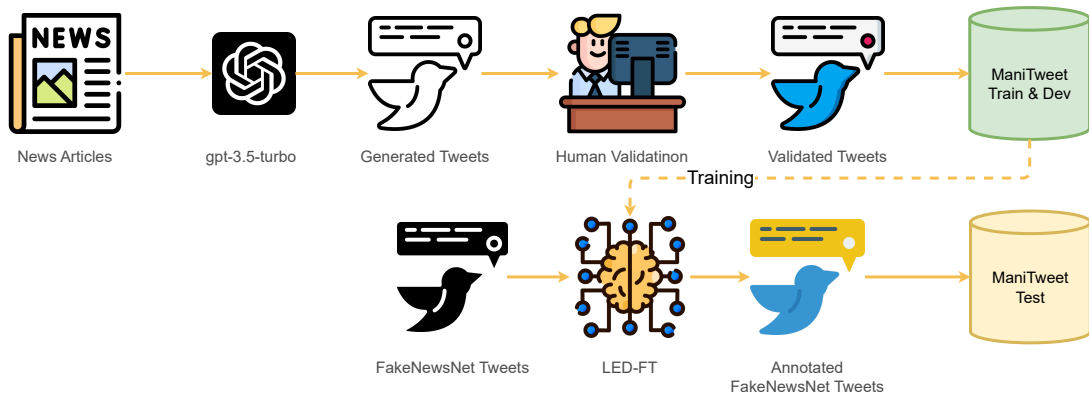 NEWS
ManiTweet
Train & Dev
News Articles
gpt-3.5-turbo
Generated Tweets
Human Validatinon
Validated Tweets
Training
ManiTweet
Test
FakeNewsNet Tweets
LED-FT
Annotated
FakeNewsNet Tweets